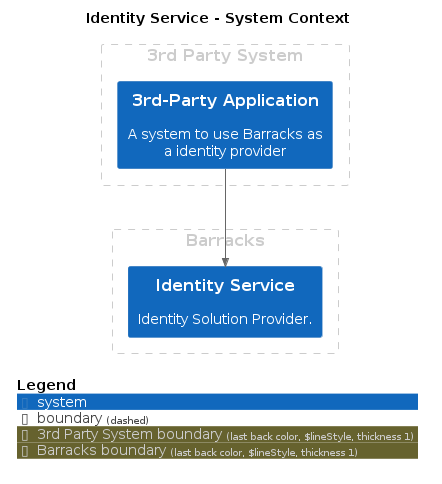 Identity Service - System Context
3rd Party System
3rd-Party Application
A system to use Barracks as
a identity provider
Barracks
Identity Service
Identity Solution Provider.
Legend
system
boundary (dashed)
3rd Party System boundary (last back color, $lineStyle, thickness 1)
Barracks boundary (last back color, $lineStyle, thickness 1)